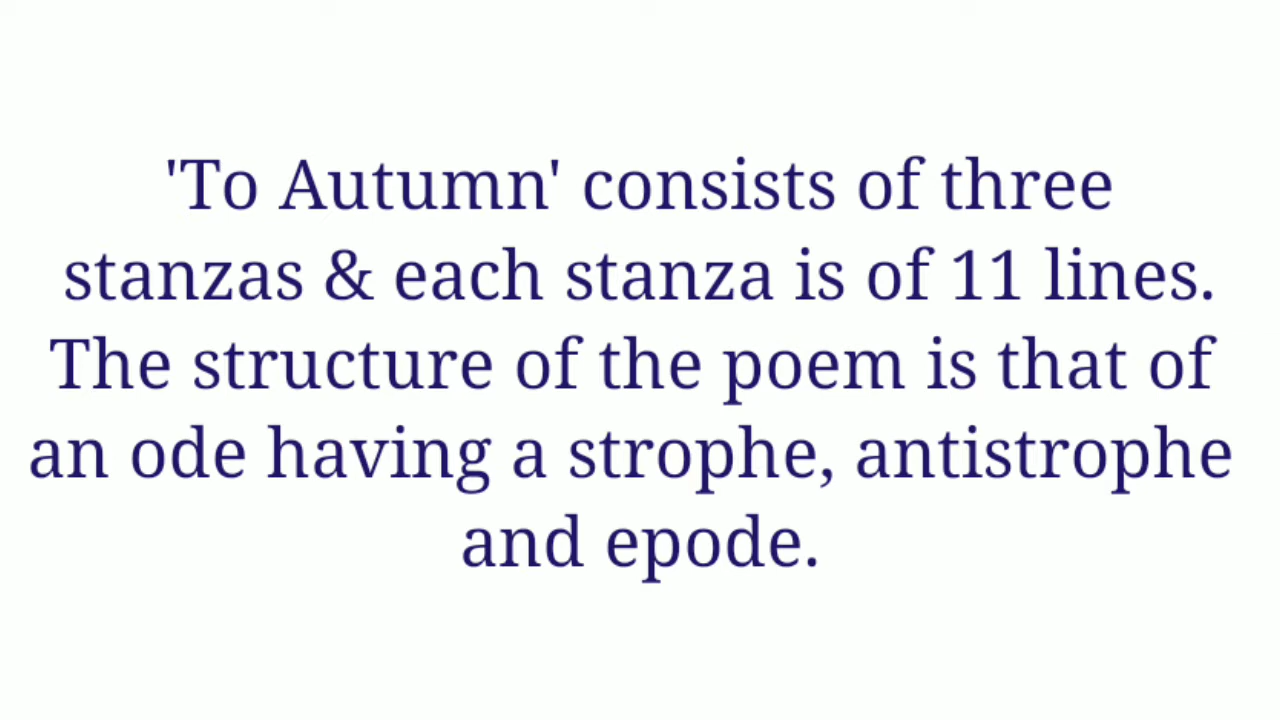 'To Autumn' consists of three
stanzas & each stanza is of 11 lines.
The structure of the poem is that of
an ode having a strophe, antistrophe
and epode.